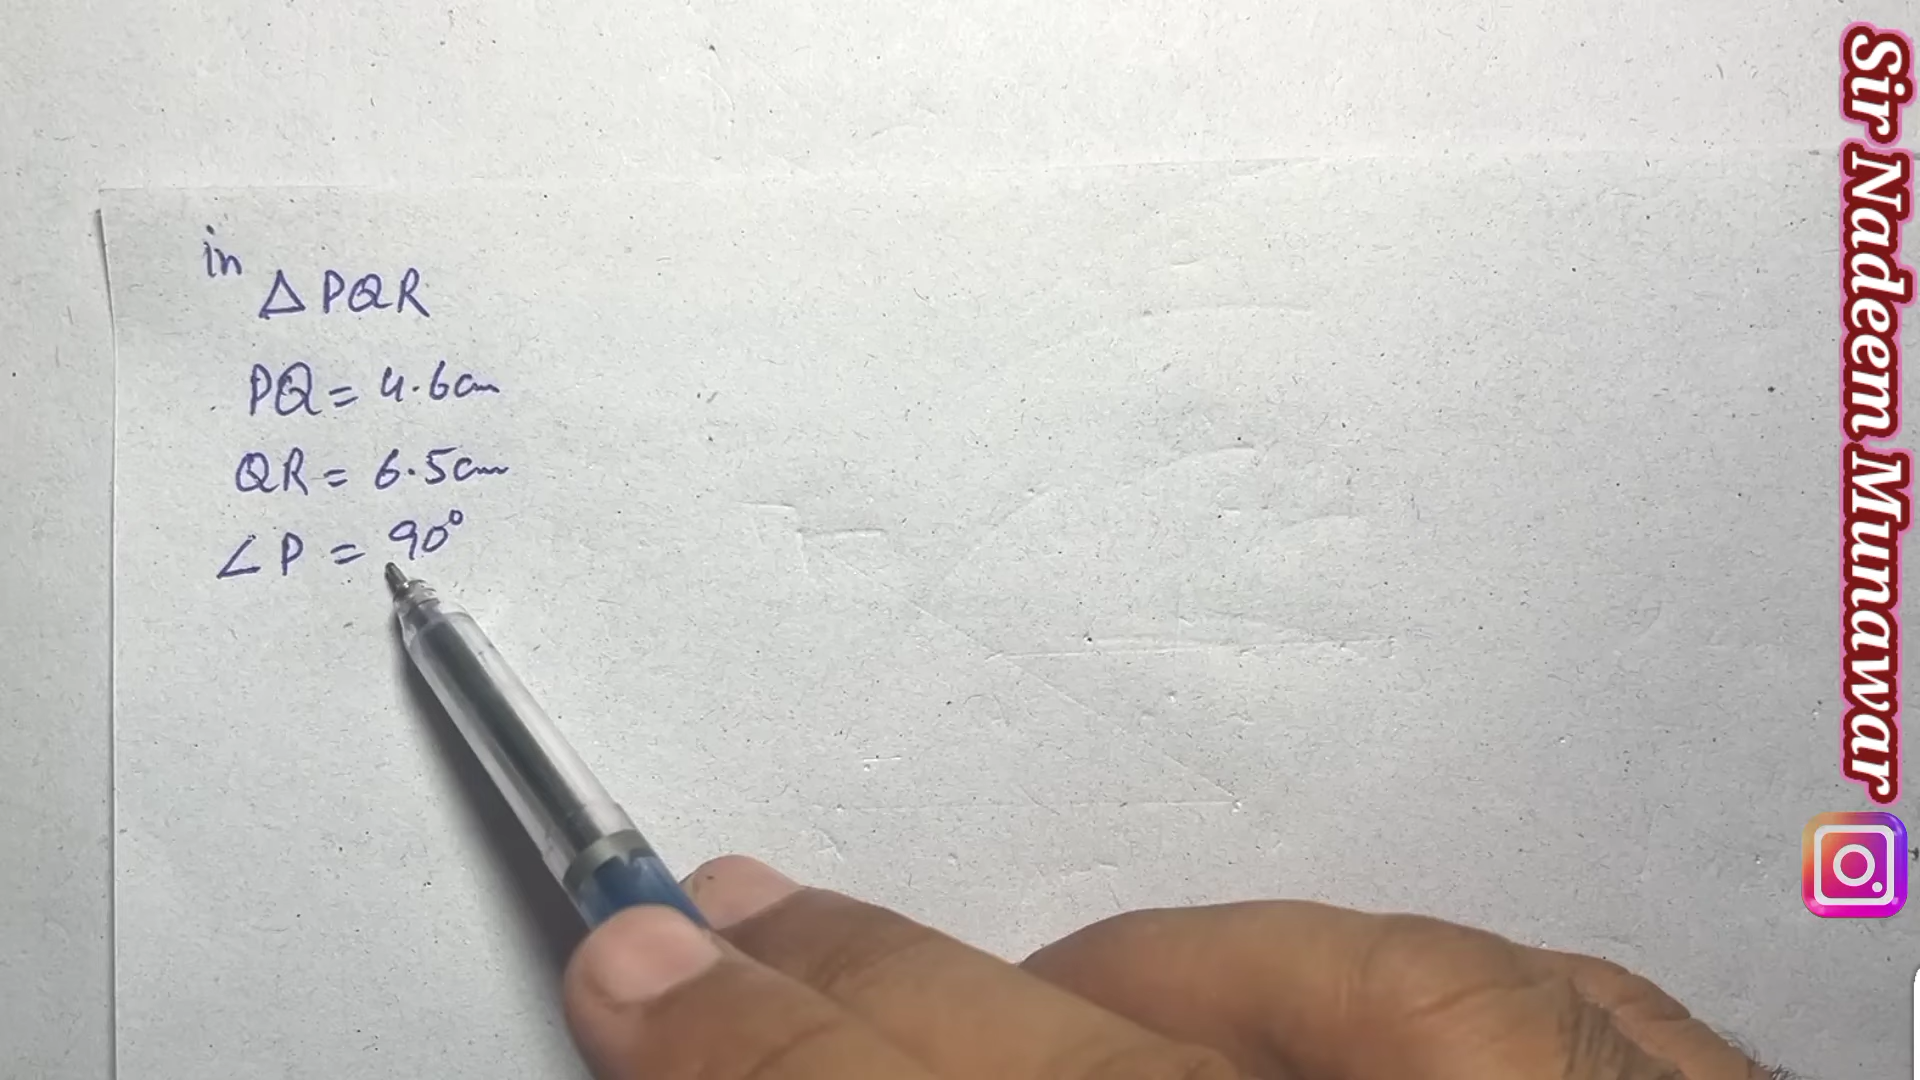 in
△ PQR
PQ = 4.6cm
QR = 6.5cm
∠P = 90°
Sir Nadeem Munawar